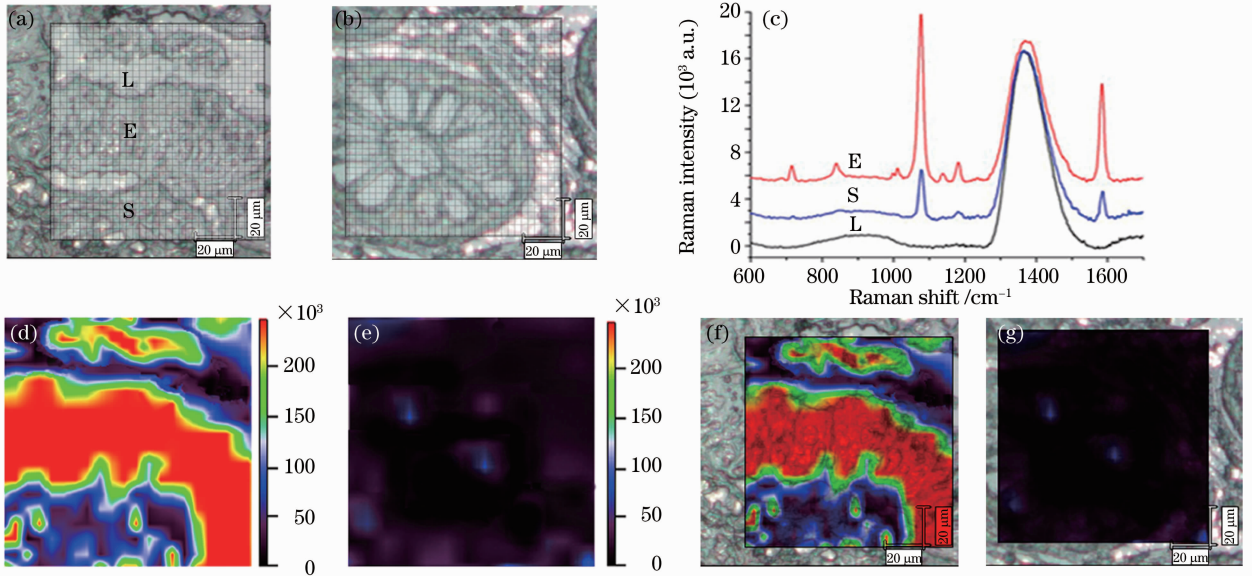 (a)
L
E
S
20 μm
20 μm
(b)
20 μm
20 μm
(c)
Raman intensity (10³ a.u.)
20
16
12
8
4
0
E
S
L
600 800 1000 1200 1400 1600
Raman shift /cm⁻¹
(d)
×10³
200
150
100
50
0
(e)
×10³
200
150
100
50
0
(f)
20 μm
20 μm
(g)
20 μm
20 μm